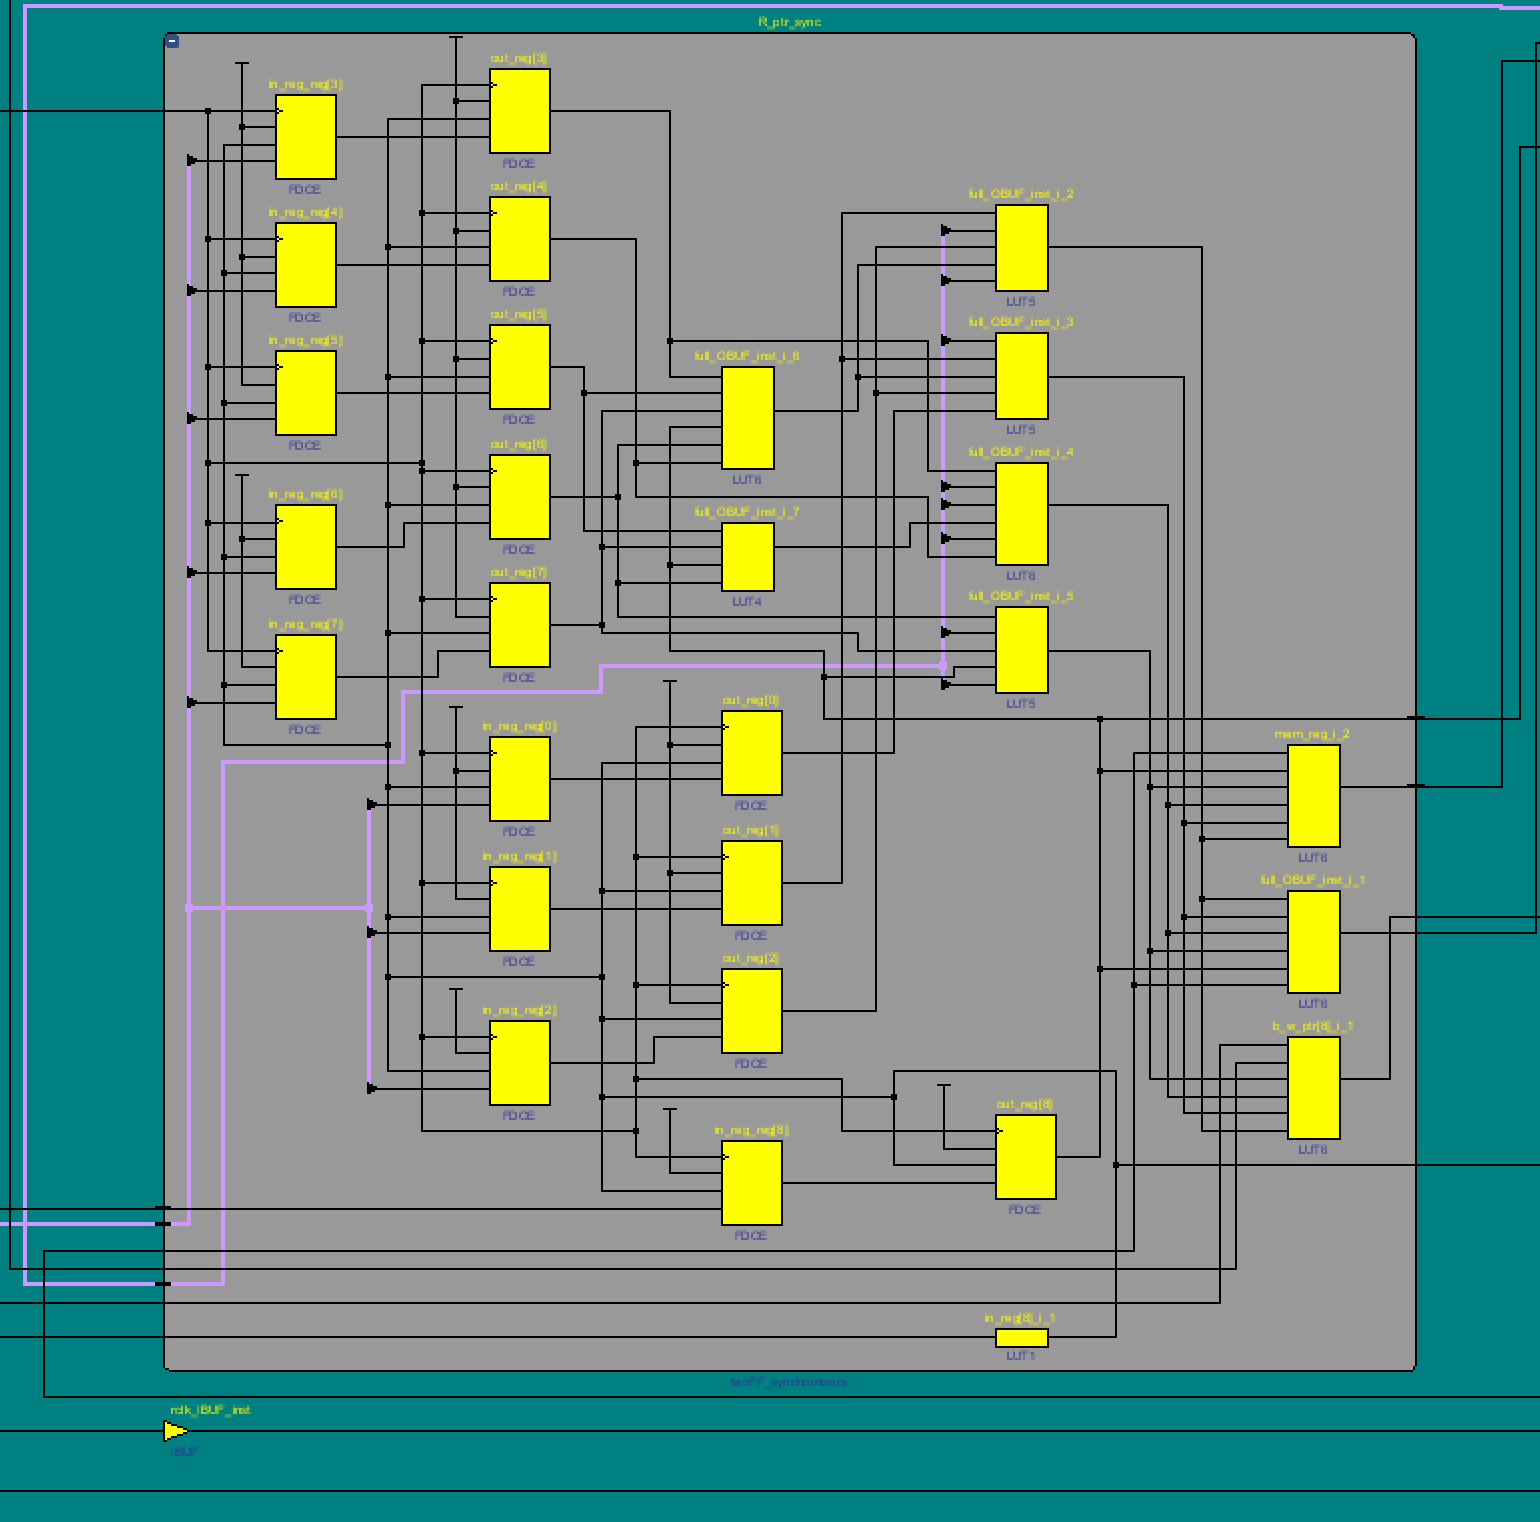 R_ptr_sync
in_reg_reg[3]
FDCE
in_reg_reg[4]
FDCE
in_reg_reg[5]
FDCE
in_reg_reg[6]
FDCE
in_reg_reg[7]
FDCE
out_reg[3]
FDCE
out_reg[4]
FDCE
out_reg[5]
FDCE
out_reg[6]
FDCE
out_reg[7]
FDCE
in_reg_reg[0]
FDCE
in_reg_reg[1]
FDCE
in_reg_reg[2]
FDCE
full_OBUF_inst_i_6
LUT6
full_OBUF_inst_i_7
LUT4
out_reg[0]
FDCE
out_reg[1]
FDCE
out_reg[2]
FDCE
in_reg_reg[8]
FDCE
full_OBUF_inst_i_2
LUT5
full_OBUF_inst_i_3
LUT5
full_OBUF_inst_i_4
LUT6
full_OBUF_inst_i_5
LUT5
out_reg[8]
FDCE
in_reg[8]_i_1
LUT1
mem_reg_i_2
LUT6
full_OBUF_inst_i_1
LUT6
b_w_ptr[8]_i_1
LUT6
twoFF_synchronizers
rclk_IBUF_inst
IBUF